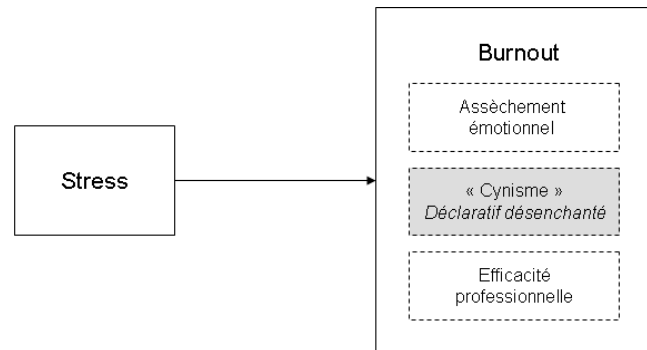 Burnout
Assèchement
émotionnel
Stress
« Cynisme »
Déclaratif désenchanté
Efficacité
professionnelle